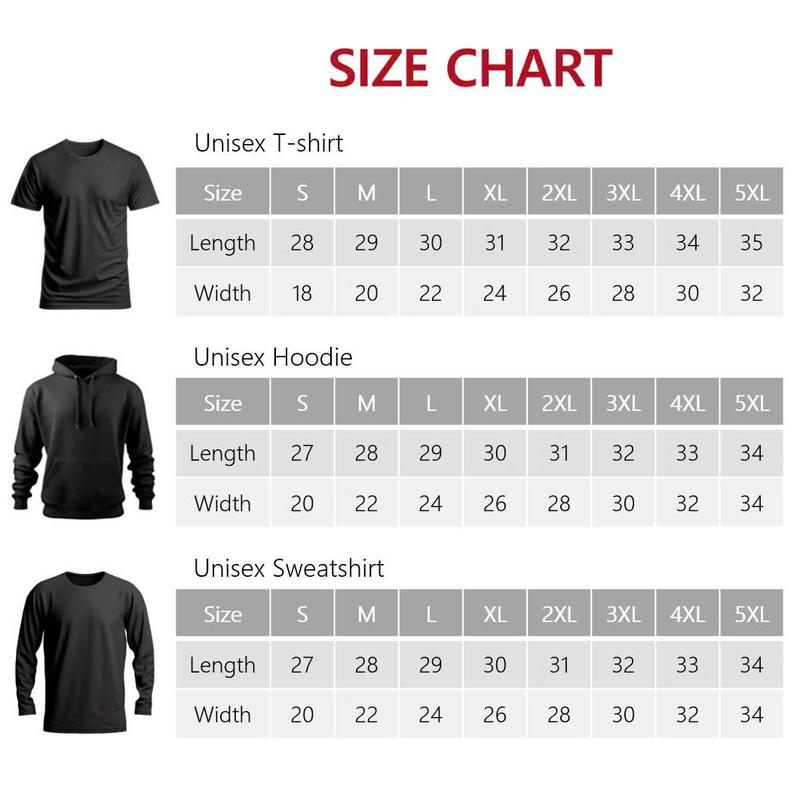 SIZE CHART
Unisex T-shirt
Size S M L XL 2XL 3XL 4XL 5XL
Length 28 29 30 31 32 33 34 35
Width 18 20 22 24 26 28 30 32
Unisex Hoodie
Size S M L XL 2XL 3XL 4XL 5XL
Length 27 28 29 30 31 32 33 34
Width 20 22 24 26 28 30 32 34
Unisex Sweatshirt
Size S M L XL 2XL 3XL 4XL 5XL
Length 27 28 29 30 31 32 33 34
Width 20 22 24 26 28 30 32 34